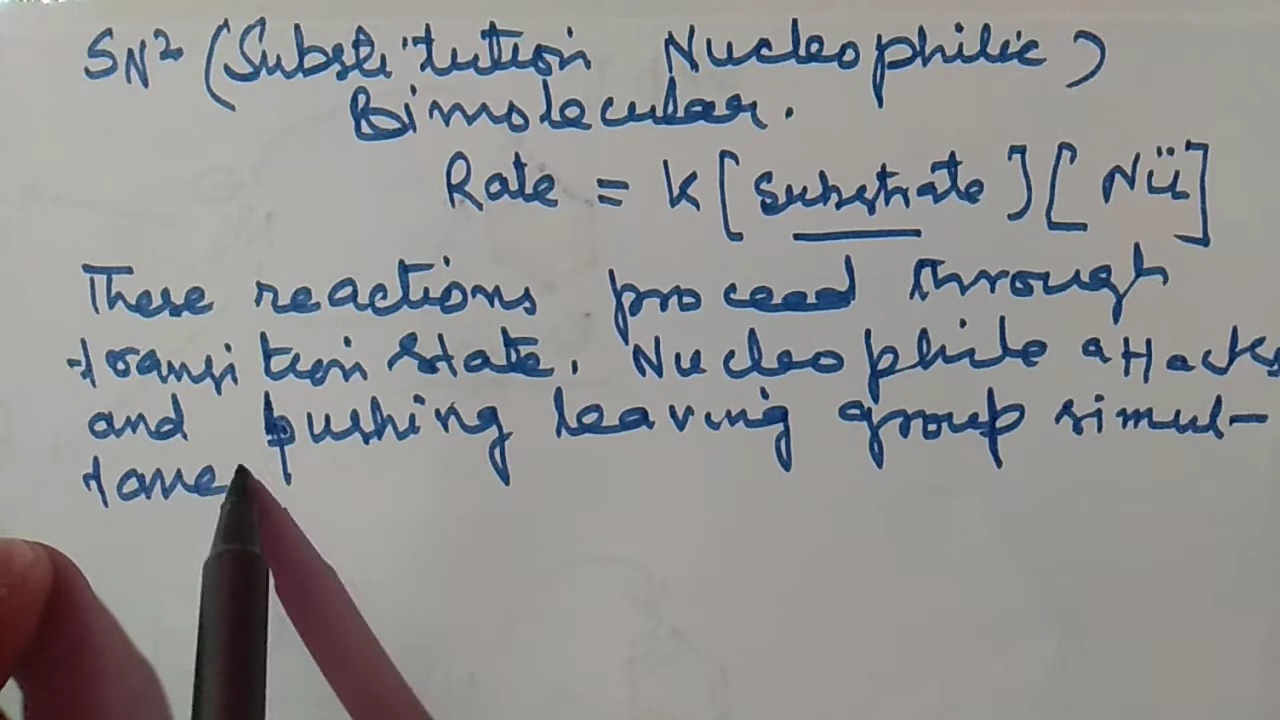 SN² (Substitution Nucleophilic)
Bimolecular.
Rate = K [Substrate] [Nü]
These reactions proceed through
transition state. Nucleophile attacks
and pushing leaving group simul-
tane